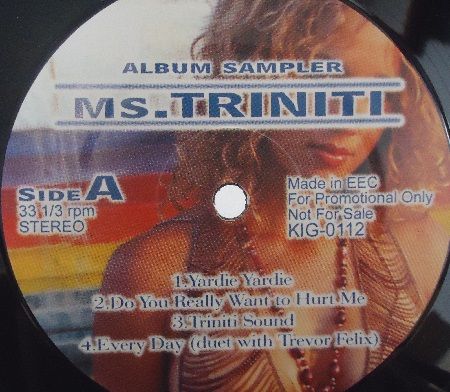 ALBUM SAMPLER
MS.TRINITI
SIDE A
33 1/3 rpm
STEREO
Made in EEC
For Promotional Only
Not For Sale
KIG-0112
1.Yardie Yardie
2.Do You Really Want to Hurt Me
3.Triniti Sound
4.Every Day (duet with Trevor Felix)